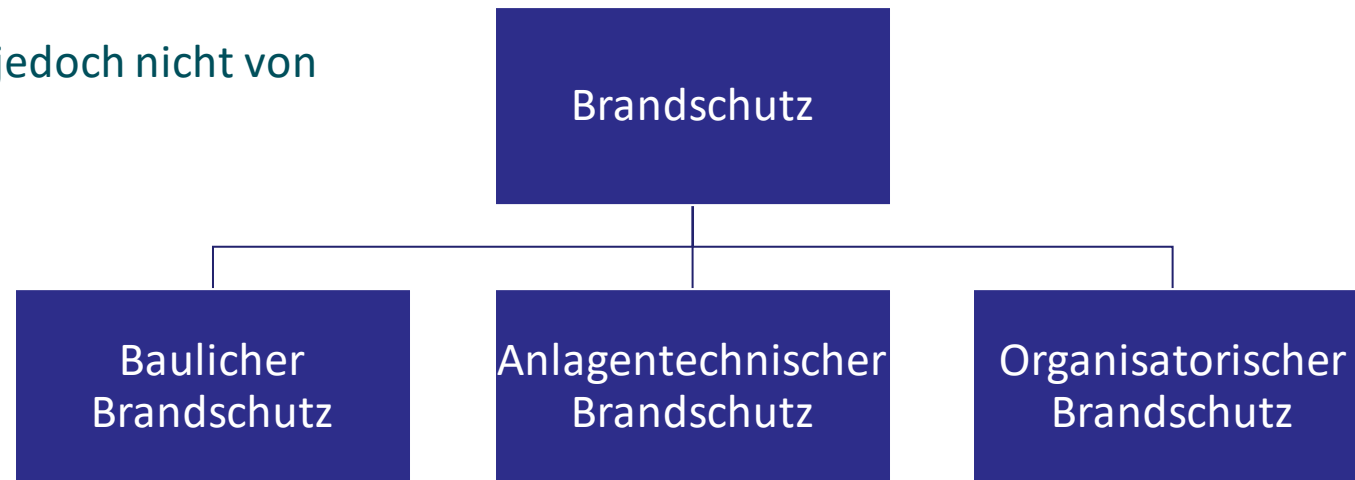 jedoch nicht von
Brandschutz
Baulicher
Brandschutz
Anlagentechnischer
Brandschutz
Organisatorischer
Brandschutz